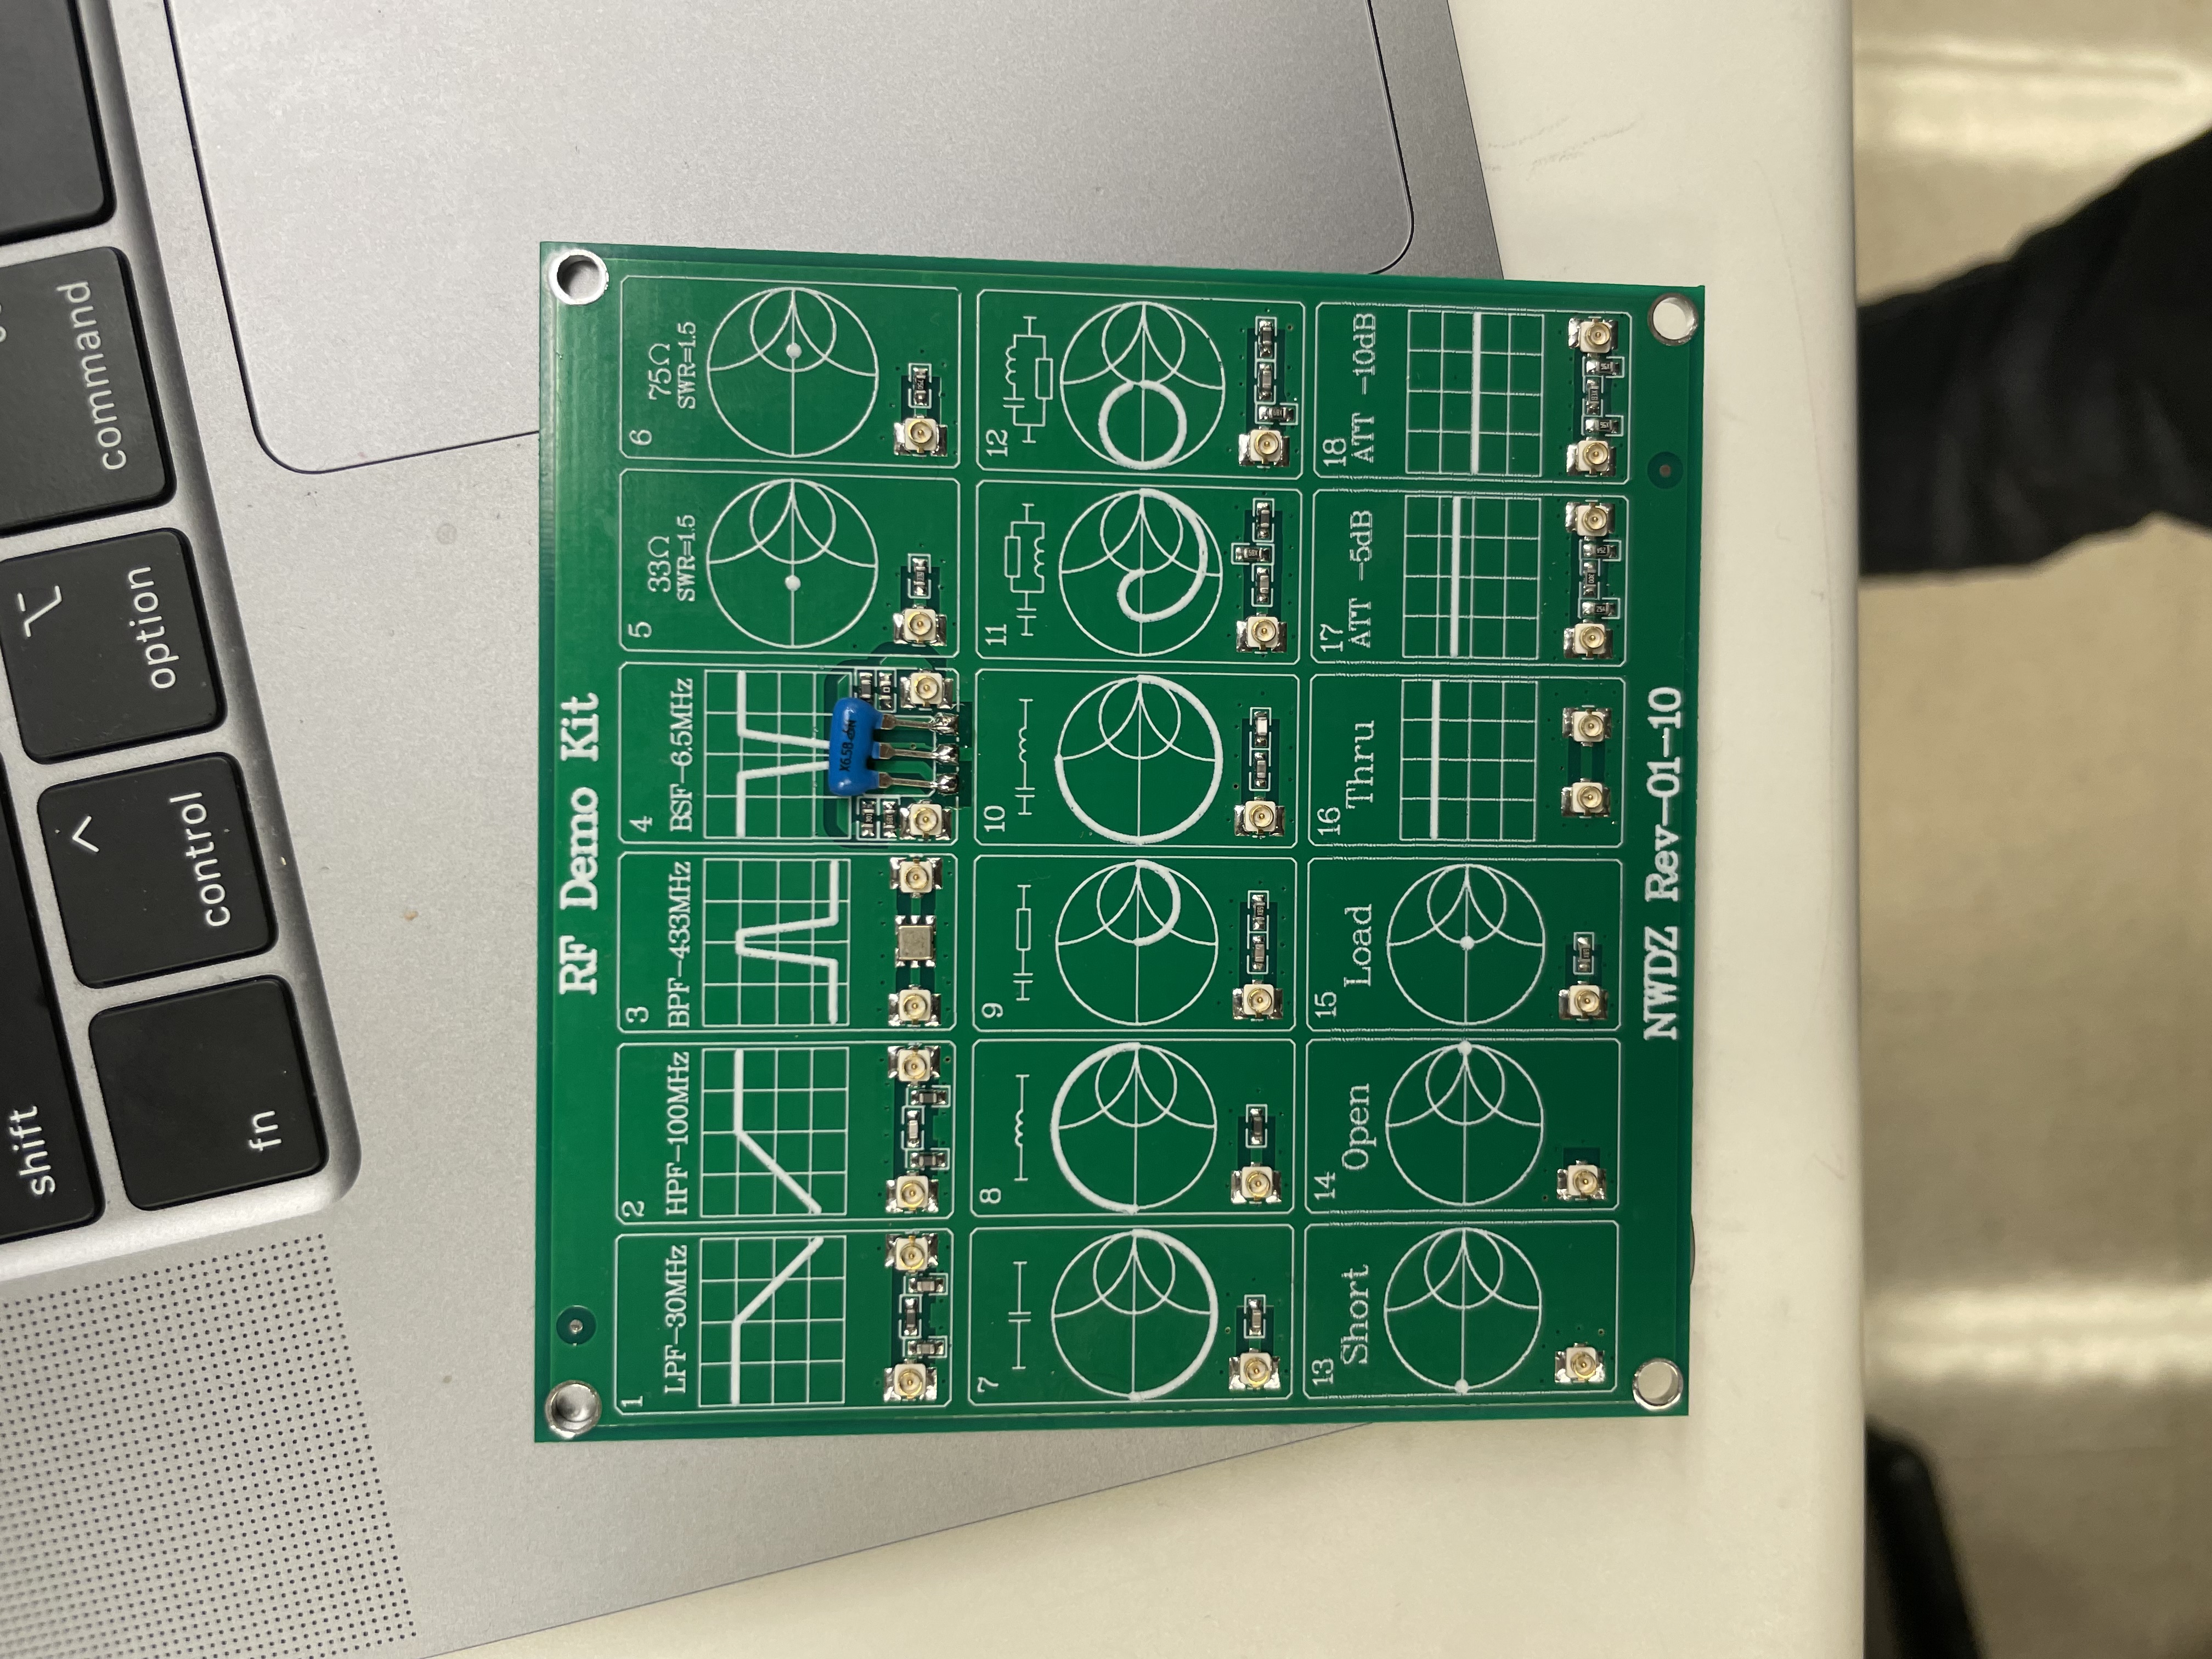 shift
fn
control
option
command
RF Demo Kit
1
LPF-30MHz
2
HPF-100MHz
3
BPF-433MHz
4
BSF-6.5MHz
5
33Ω
SWR=1.5
6
75Ω
SWR=1.5
7
8
9
10
11
12
13
Short
14
Open
15
Load
16
Thru
17
ATT -5dB
18
ATT -10dB
NWDZ Rev-01-10